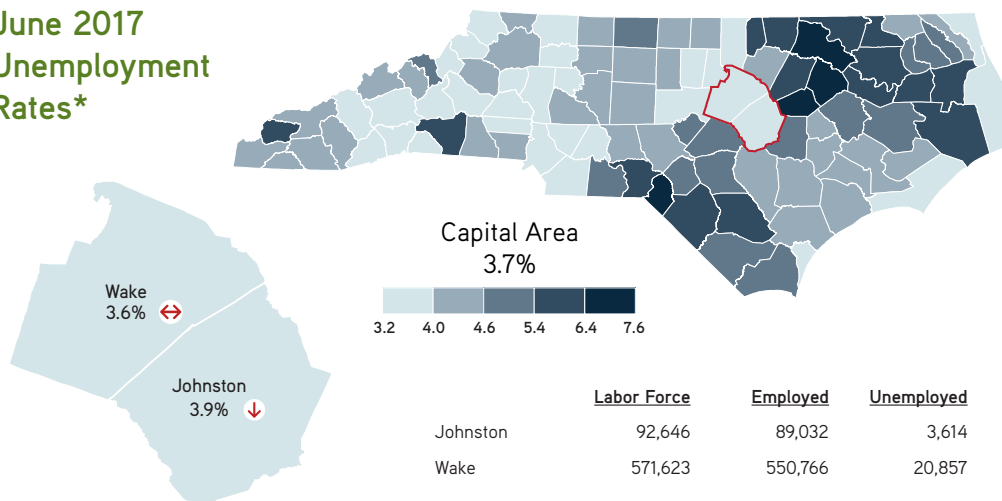 June 2017
Unemployment
Rates*
Capital Area
3.7%
3.2 4.0 4.6 5.4 6.4 7.6
Wake
3.6%
Johnston
3.9%
Labor Force Employed Unemployed
Johnston 92,646 89,032 3,614
Wake 571,623 550,766 20,857